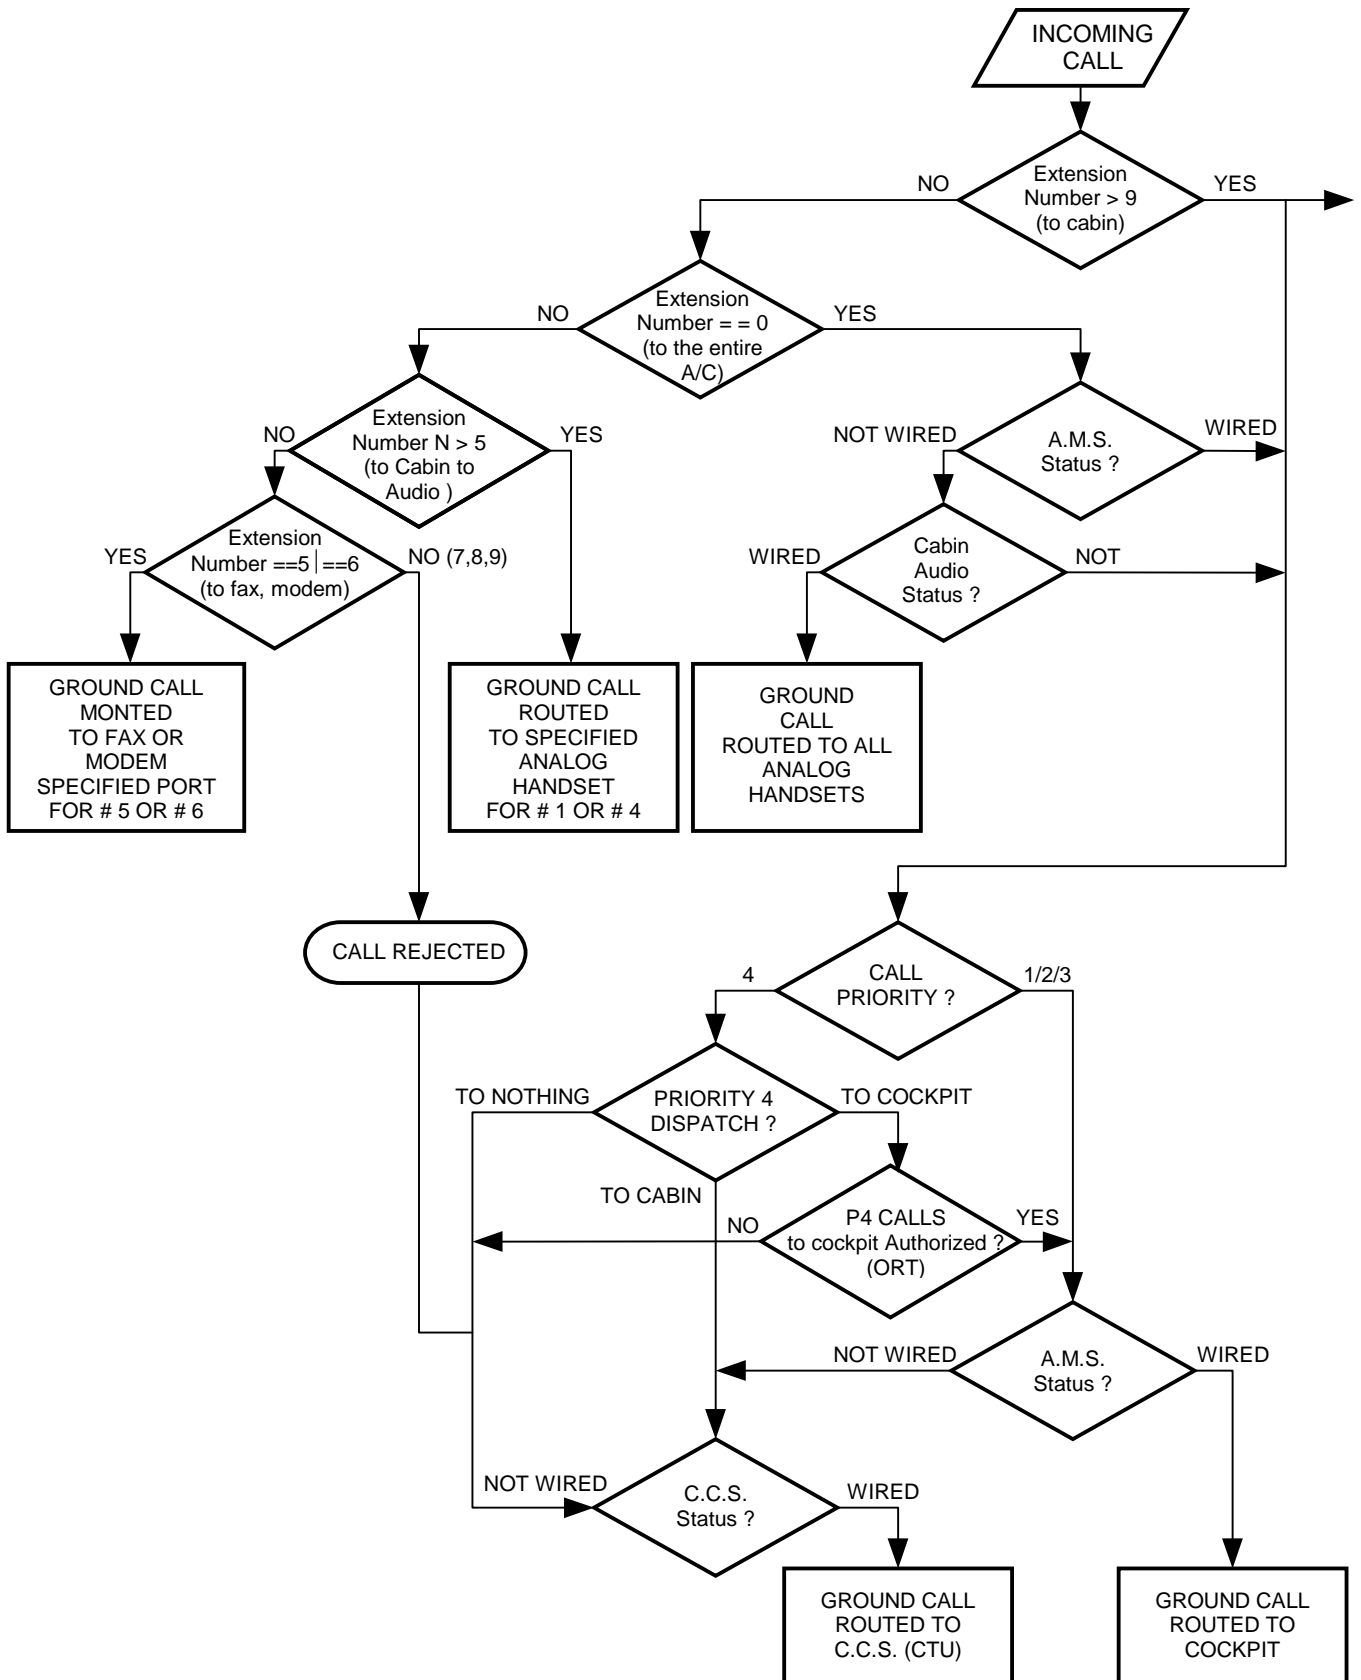 INCOMING
CALL
Extension
Number > 9
(to cabin)
NO
YES
Extension
Number = = 0
(to the entire
A/C)
NO
YES
Extension
Number N > 5
(to Cabin to
Audio )
NO
YES
A.M.S.
Status ?
NOT WIRED
WIRED
Extension
Number ==5 | ==6
(to fax, modem)
YES
NO (7,8,9)
Cabin
Audio
Status ?
WIRED
NOT
GROUND CALL
MONTED
TO FAX OR
MODEM
SPECIFIED PORT
FOR # 5 OR # 6
GROUND CALL
ROUTED
TO SPECIFIED
ANALOG
HANDSET
FOR # 1 OR # 4
GROUND
CALL
ROUTED TO ALL
ANALOG
HANDSETS
CALL REJECTED
CALL
PRIORITY ?
4
1/2/3
PRIORITY 4
DISPATCH ?
TO NOTHING
TO COCKPIT
TO CABIN
P4 CALLS
to cockpit Authorized ?
(ORT)
NO
YES
A.M.S.
Status ?
NOT WIRED
WIRED
C.C.S.
Status ?
NOT WIRED
WIRED
GROUND CALL
ROUTED TO
C.C.S. (CTU)
GROUND CALL
ROUTED TO
COCKPIT